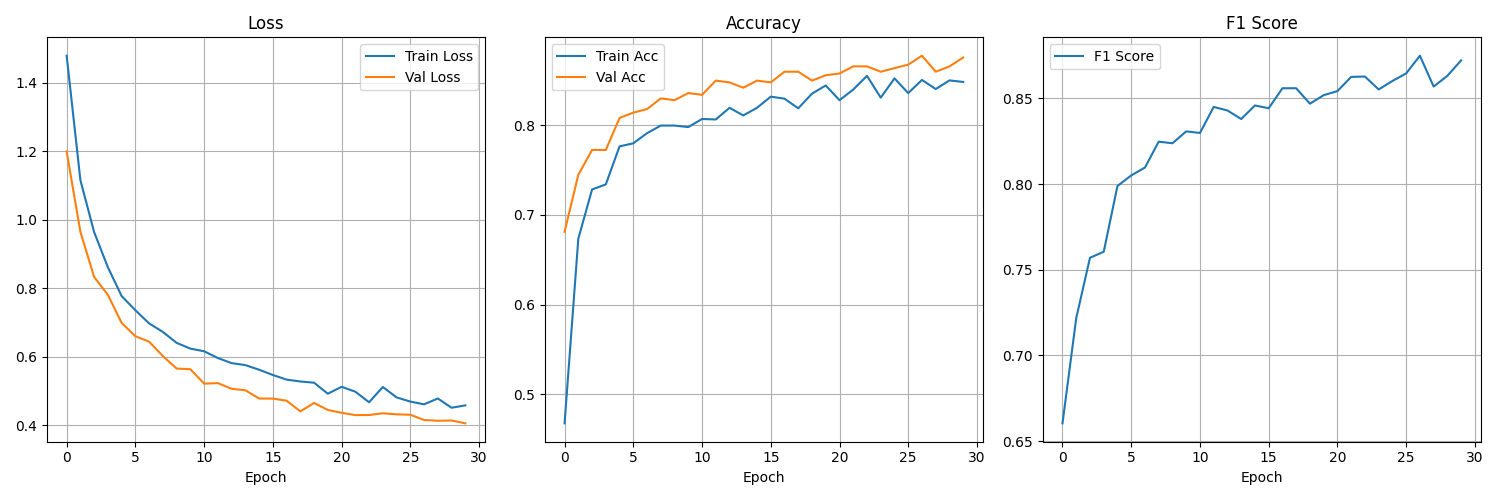 Loss
Train Loss
Val Loss
1.4
1.2
1.0
0.8
0.6
0.4
0 5 10 15 20 25 30
Epoch
Accuracy
Train Acc
Val Acc
0.8
0.7
0.6
0.5
0 5 10 15 20 25 30
Epoch
F1 Score
F1 Score
0.85
0.80
0.75
0.70
0.65
0 5 10 15 20 25 30
Epoch